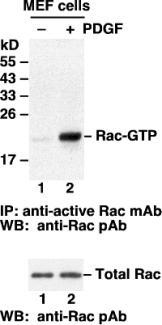 MEF cells
– + PDGF
kD
55
43
34
26
– Rac-GTP
17
1 2
IP: anti-active Rac mAb
WB: anti-Rac pAb
– Total Rac
1 2
WB: anti-Rac pAb